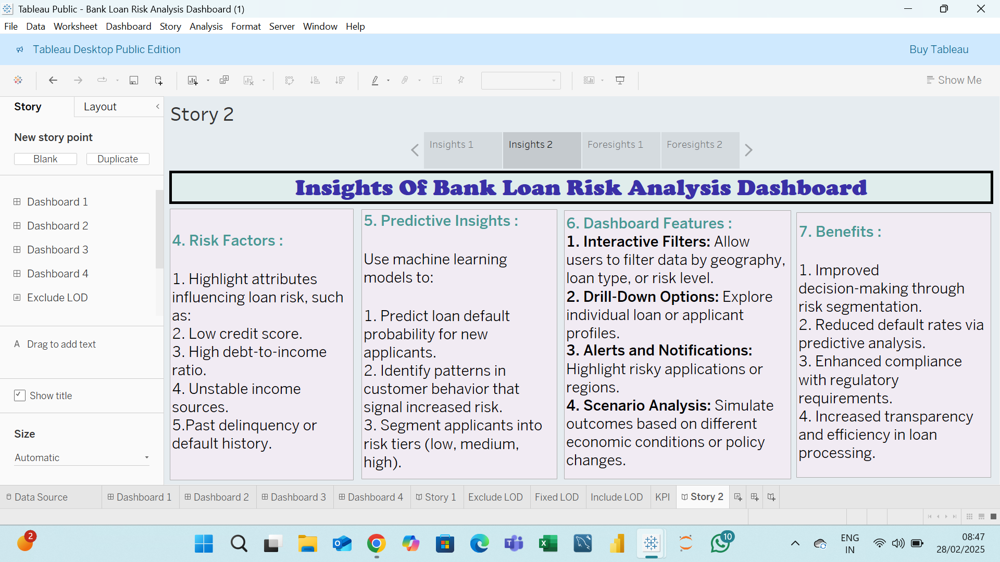 Tableau Public - Bank Loan Risk Analysis Dashboard (1)
File Data Worksheet Dashboard Story Analysis Format Server Window Help
Tableau Desktop Public Edition
Buy Tableau
Show Me
Story
Layout
New story point
Blank
Duplicate
Dashboard 1
Dashboard 2
Dashboard 3
Dashboard 4
Exclude LOD
A Drag to add text
Show title
Size
Automatic
Story 2
Insights 1
Insights 2
Foresights 1
Foresights 2
Insights Of Bank Loan Risk Analysis Dashboard
4. Risk Factors :
1. Highlight attributes
influencing loan risk, such
as:
2. Low credit score.
3. High debt-to-income
ratio.
4. Unstable income
sources.
5.Past delinquency or
default history.
5. Predictive Insights :
Use machine learning
models to:
1. Predict loan default
probability for new
applicants.
2. Identify patterns in
customer behavior that
signal increased risk.
3. Segment applicants into
risk tiers (low, medium,
high).
6. Dashboard Features :
1. Interactive Filters: Allow
users to filter data by geography,
loan type, or risk level.
2. Drill-Down Options: Explore
individual loan or applicant
profiles.
3. Alerts and Notifications:
Highlight risky applications or
regions.
4. Scenario Analysis: Simulate
outcomes based on different
economic conditions or policy
changes.
7. Benefits :
1. Improved
decision-making through
risk segmentation.
2. Reduced default rates via
predictive analysis.
3. Enhanced compliance
with regulatory
requirements.
4. Increased transparency
and efficiency in loan
processing.
Data Source
Dashboard 1
Dashboard 2
Dashboard 3
Dashboard 4
Story 1
Exclude LOD
Fixed LOD
Include LOD
KPI
Story 2
2
10
ENG
IN
08:47
28/02/2025